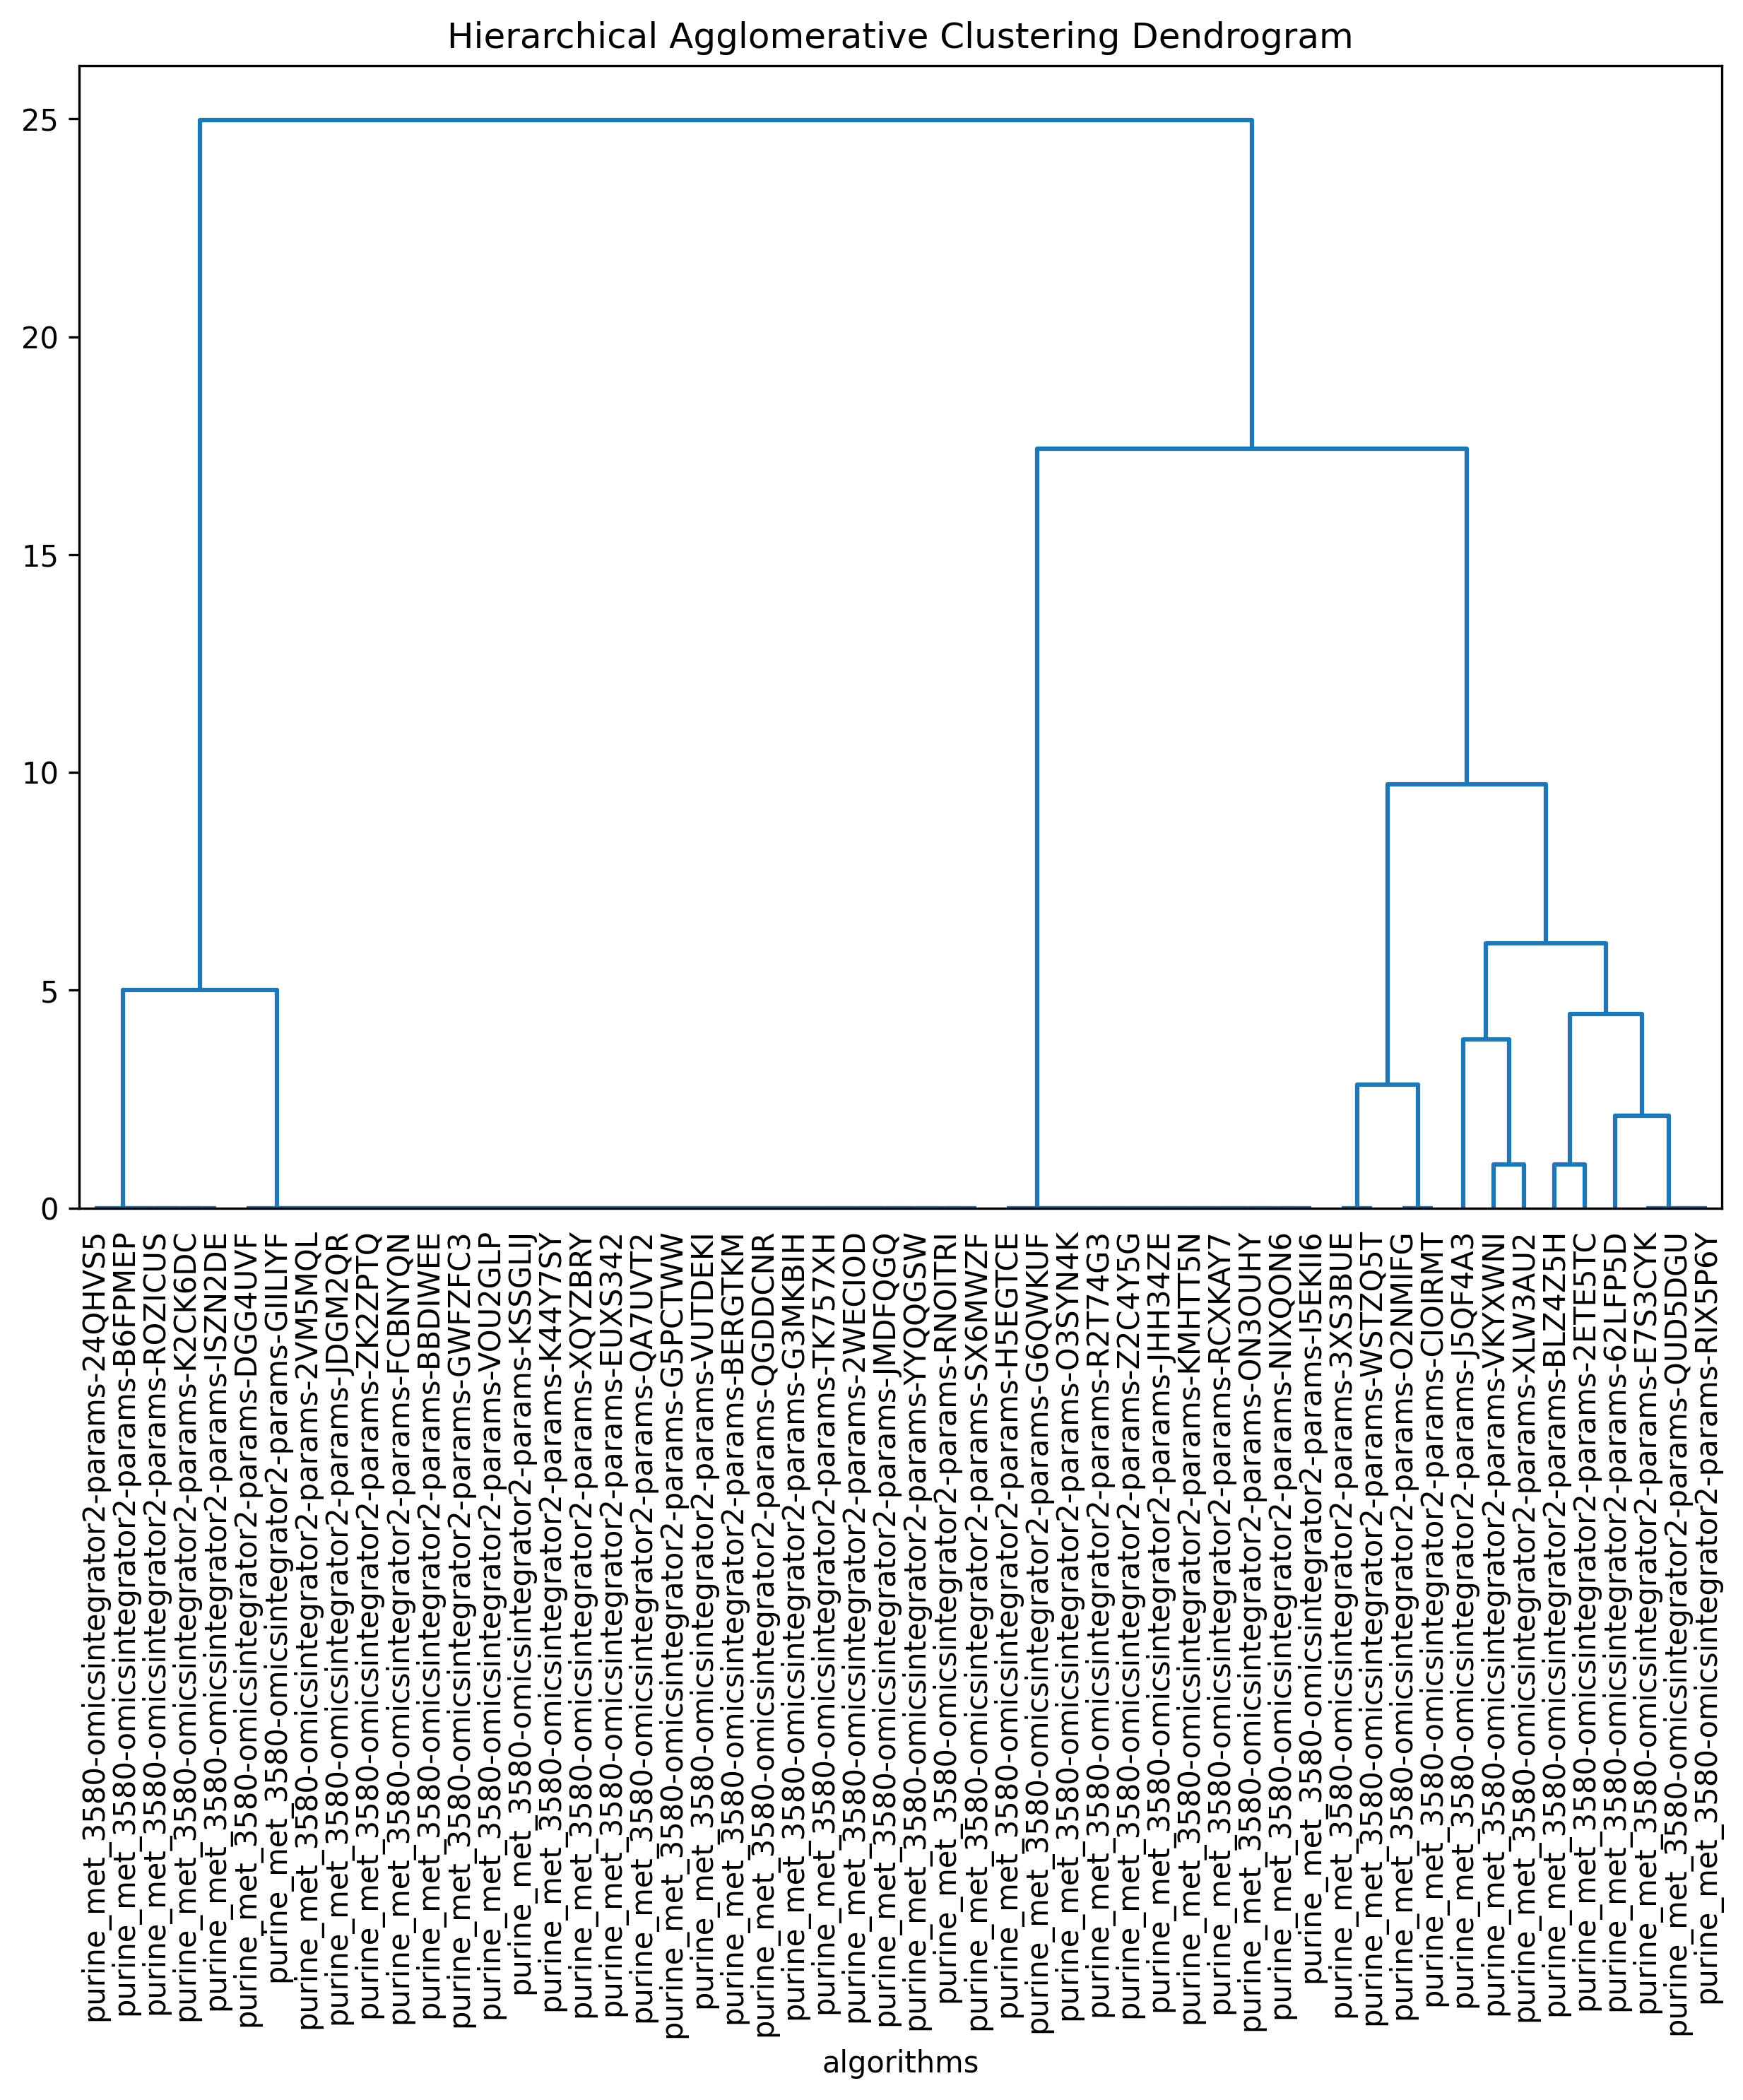 Hierarchical Agglomerative Clustering Dendrogram
25
20
15
10
5
0
purine_met_3580-omicsintegrator2-params-24QHVS5
purine_met_3580-omicsintegrator2-params-B6FPMEP
purine_met_3580-omicsintegrator2-params-ROZICUS
purine_met_3580-omicsintegrator2-params-K2CK6DC
purine_met_3580-omicsintegrator2-params-ISZN2DE
purine_met_3580-omicsintegrator2-params-DGG4UVF
purine_met_3580-omicsintegrator2-params-GIILIYF
purine_met_3580-omicsintegrator2-params-2VM5MQL
purine_met_3580-omicsintegrator2-params-JDGM2QR
purine_met_3580-omicsintegrator2-params-ZK2ZPTQ
purine_met_3580-omicsintegrator2-params-FCBNYQN
purine_met_3580-omicsintegrator2-params-BBDIWEE
purine_met_3580-omicsintegrator2-params-GWFZFC3
purine_met_3580-omicsintegrator2-params-VOU2GLP
purine_met_3580-omicsintegrator2-params-KSSGLIJ
purine_met_3580-omicsintegrator2-params-K44Y7SY
purine_met_3580-omicsintegrator2-params-XQYZBRY
purine_met_3580-omicsintegrator2-params-EUXS342
purine_met_3580-omicsintegrator2-params-QA7UVT2
purine_met_3580-omicsintegrator2-params-G5PCTWW
purine_met_3580-omicsintegrator2-params-VUTDEKI
purine_met_3580-omicsintegrator2-params-BERGTKM
purine_met_3580-omicsintegrator2-params-QGDDCNR
purine_met_3580-omicsintegrator2-params-G3MKBIH
purine_met_3580-omicsintegrator2-params-TK757XH
purine_met_3580-omicsintegrator2-params-2WECIOD
purine_met_3580-omicsintegrator2-params-JMDFQGQ
purine_met_3580-omicsintegrator2-params-YYQQGSW
purine_met_3580-omicsintegrator2-params-RNOITRI
purine_met_3580-omicsintegrator2-params-SX6MWZF
purine_met_3580-omicsintegrator2-params-H5EGTCE
purine_met_3580-omicsintegrator2-params-G6QWKUF
purine_met_3580-omicsintegrator2-params-O3SYN4K
purine_met_3580-omicsintegrator2-params-R2T74G3
purine_met_3580-omicsintegrator2-params-Z2C4Y5G
purine_met_3580-omicsintegrator2-params-JHH34ZE
purine_met_3580-omicsintegrator2-params-KMHTT5N
purine_met_3580-omicsintegrator2-params-RCXKAY7
purine_met_3580-omicsintegrator2-params-ON3OUHY
purine_met_3580-omicsintegrator2-params-NIXQON6
purine_met_3580-omicsintegrator2-params-I5EKII6
purine_met_3580-omicsintegrator2-params-3XS3BUE
purine_met_3580-omicsintegrator2-params-WSTZQ5T
purine_met_3580-omicsintegrator2-params-O2NMIFG
purine_met_3580-omicsintegrator2-params-CIOIRMT
purine_met_3580-omicsintegrator2-params-J5QF4A3
purine_met_3580-omicsintegrator2-params-VKYXWNI
purine_met_3580-omicsintegrator2-params-XLW3AU2
purine_met_3580-omicsintegrator2-params-BLZ4Z5H
purine_met_3580-omicsintegrator2-params-2ETE5TC
purine_met_3580-omicsintegrator2-params-62LFP5D
purine_met_3580-omicsintegrator2-params-E7S3CYK
purine_met_3580-omicsintegrator2-params-QUD5DGU
purine_met_3580-omicsintegrator2-params-RIX5P6Y
algorithms